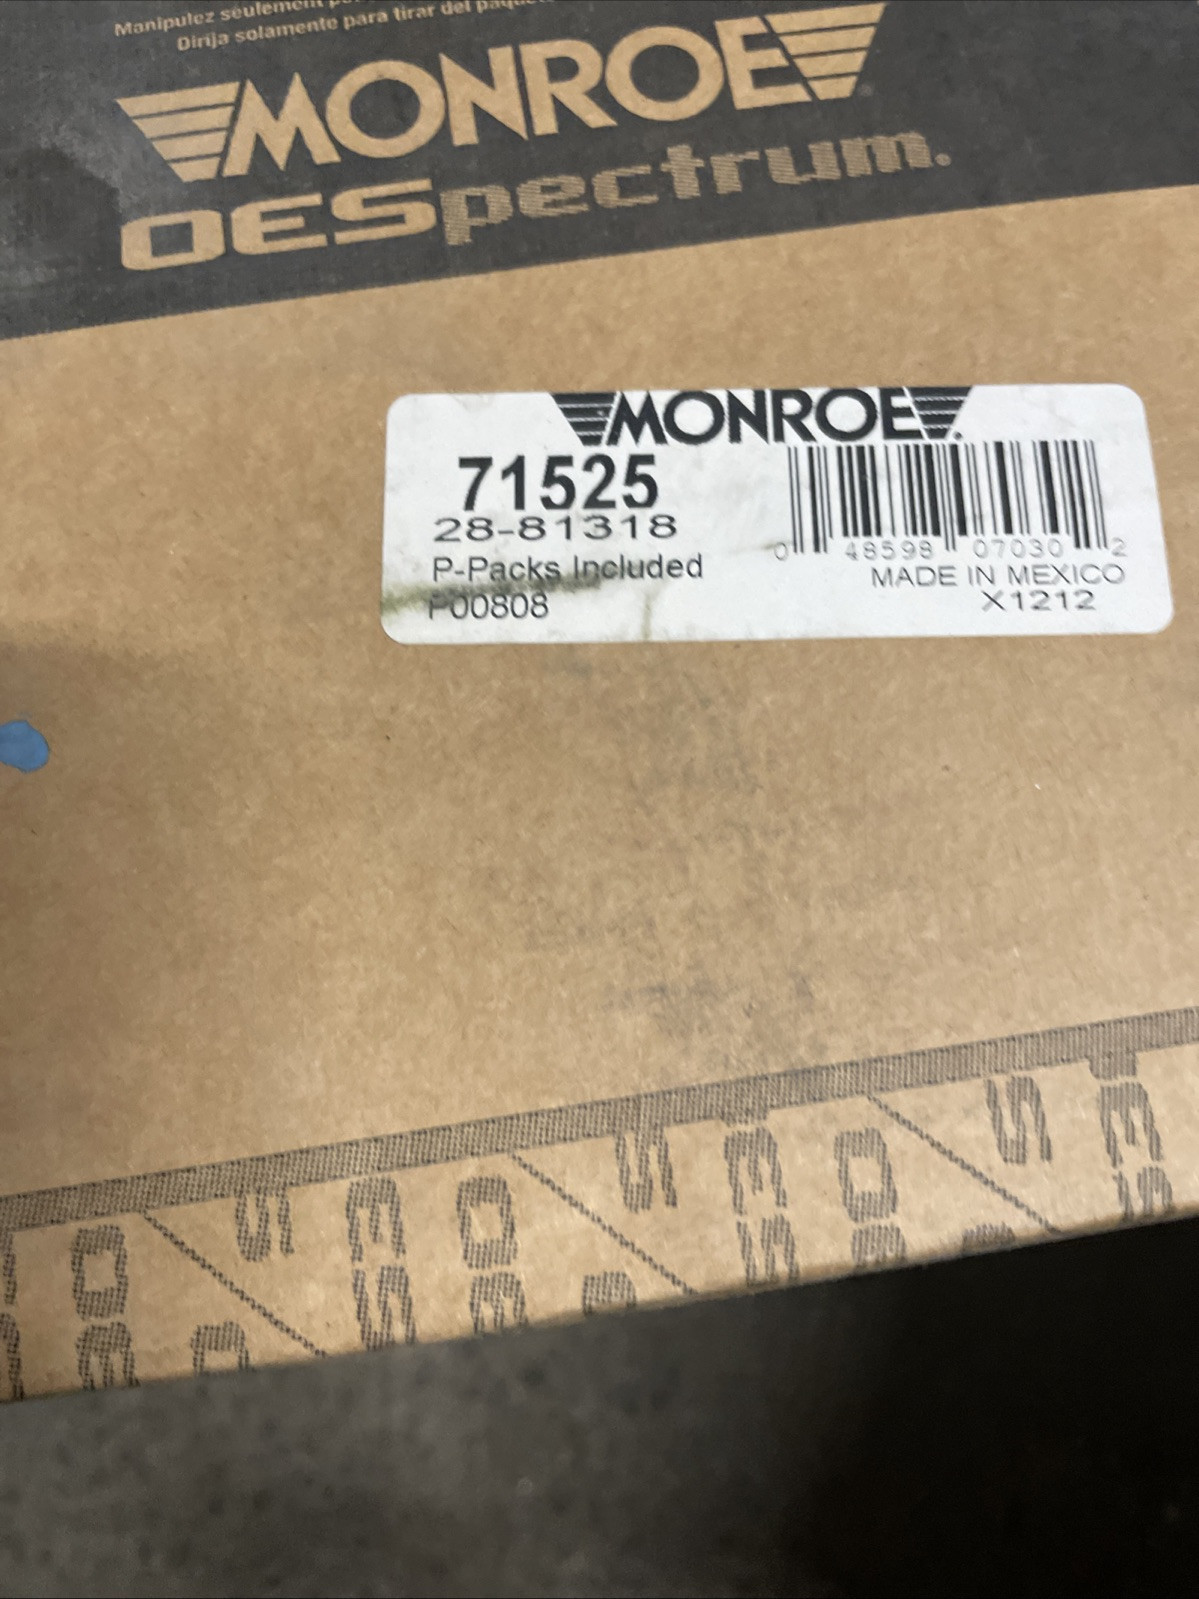 Manipulez seulement
Dirija solamente para tirar del
MONROE
OESpectrum.
MONROE
71525
28-81318
P-Packs Included
P00808
0 48598 07030 2
MADE IN MEXICO
X1212